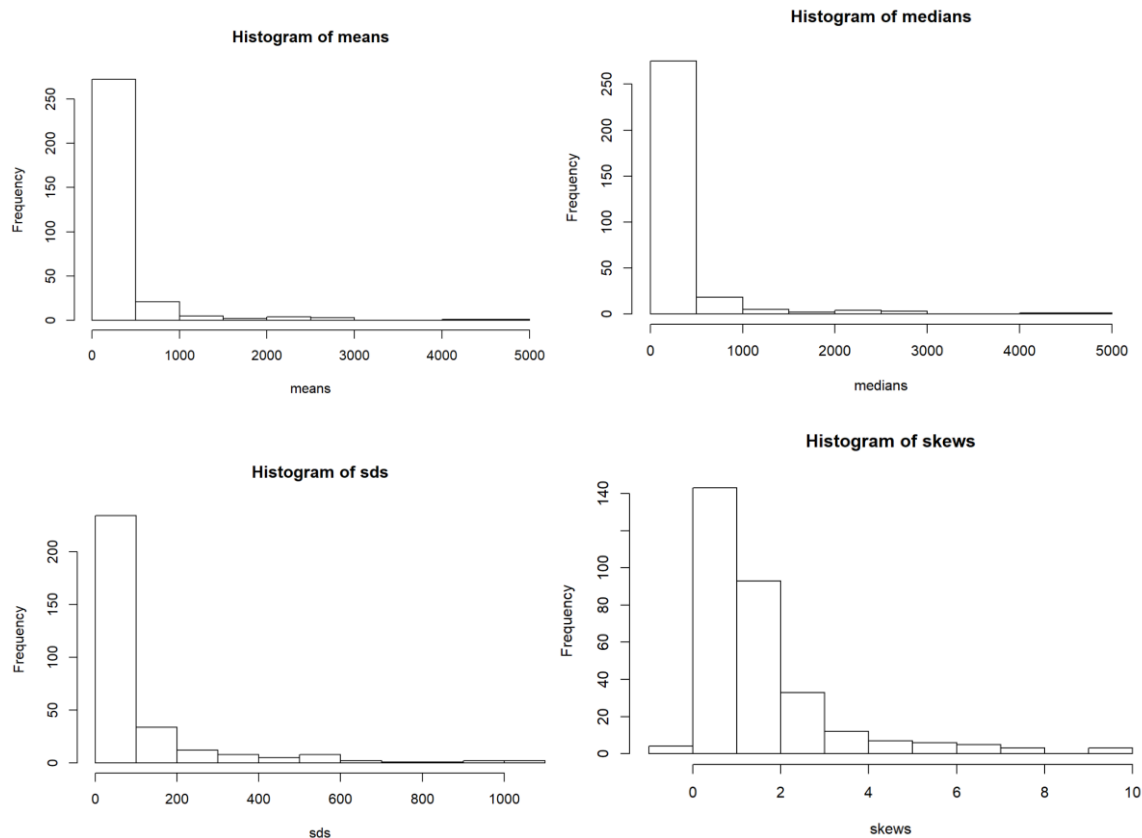 Histogram of means
Frequency
0 50 100 150 200 250
0 1000 2000 3000 4000 5000
means
Histogram of medians
Frequency
0 50 100 150 200 250
0 1000 2000 3000 4000 5000
medians
Histogram of sds
Frequency
0 50 100 150 200
0 200 400 600 800 1000
sds
Histogram of skews
Frequency
0 20 40 60 80 100 140
0 2 4 6 8 10
skews